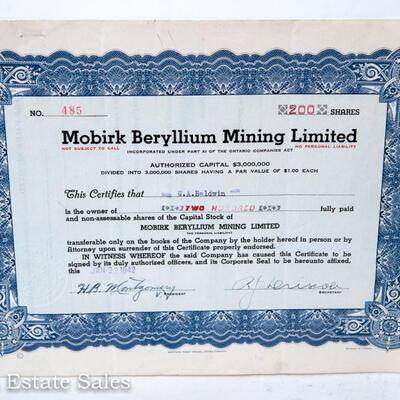 NO. 485 200 SHARES
Mobirk Beryllium Mining Limited
NOT SUBJECT TO CALL INCORPORATED UNDER PART XI OF THE ONTARIO COMPANIES ACT NO PERSONAL LIABILITY
AUTHORIZED CAPITAL $3,000,000
DIVIDED INTO 3,000,000 SHARES HAVING A PAR VALUE OF $1.00 EACH
This Certifies that G.A.Baldwin
is the owner of TWO HUNDRED fully paid
and non-assessable shares of the Capital Stock of
MOBIRK BERYLLIUM MINING LIMITED
(NO PERSONAL LIABILITY)
transferable only on the books of the Company by the holder hereof in person or by
Attorney upon surrender of this Certificate properly endorsed.
IN WITNESS WHEREOF the said Company has caused this Certificate to be
signed by its duly authorized officers, and its Corporate Seal to be hereunto affixed,
this JAN 22 1942
H.B. Montgomery
PRESIDENT SECRETARY
Estate Sales